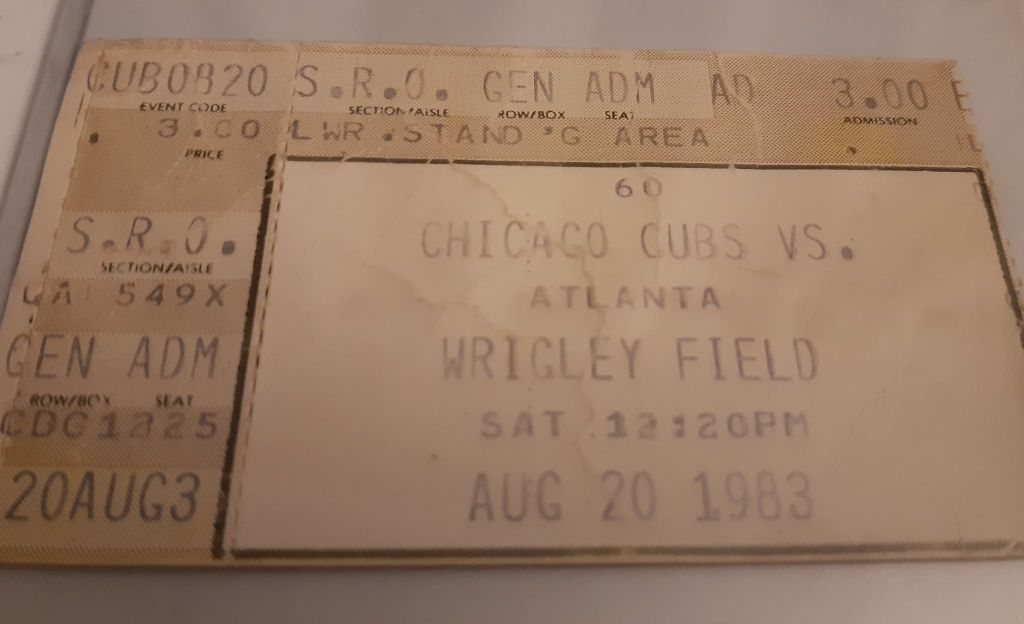 CUB0820 S.R.O. GEN ADM AD 3.00
EVENT CODE SECTION/AISLE ROW/BOX SEAT ADMISSION
3.00 LWR.STAND 'G AREA
PRICE
60
S.R.O. CHICAGO CUBS VS.
SECTION/AISLE
549X ATLANTA
GEN ADM WRIGLEY FIELD
ROW/BOX SEAT
SAT 12:20PM
20AUG3 AUG 20 1983